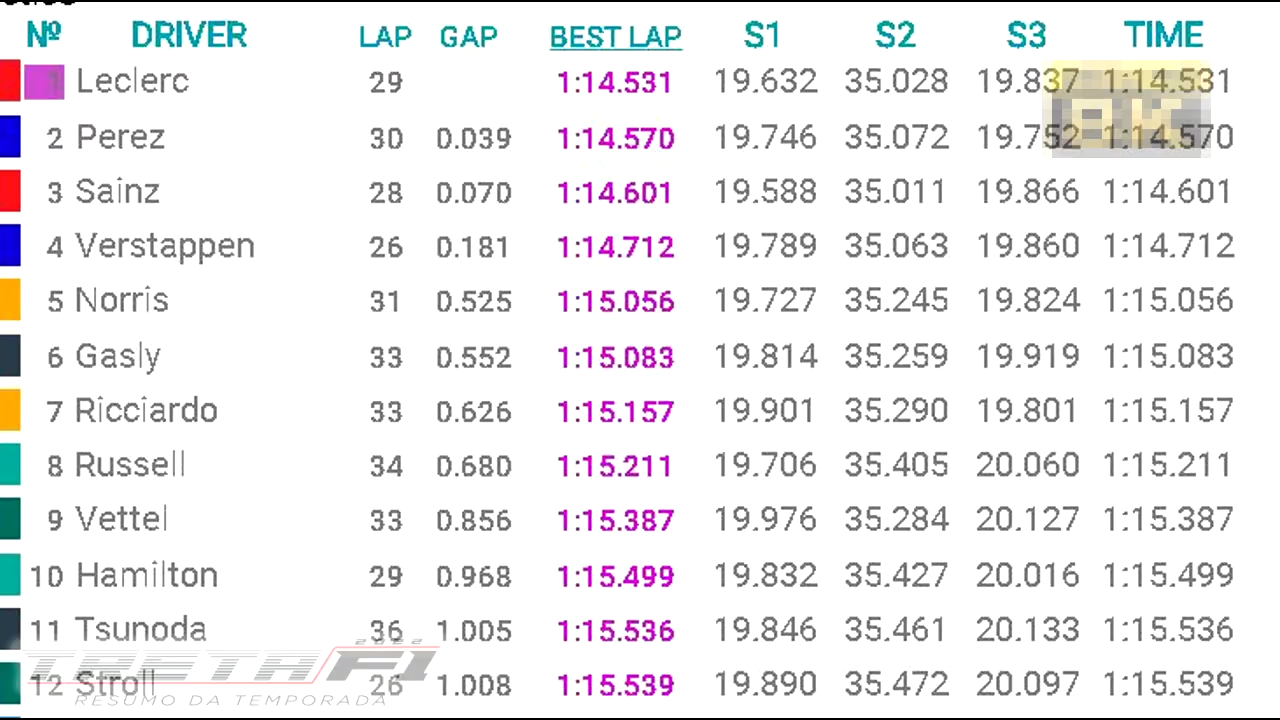 Nº DRIVER LAP GAP BEST LAP S1 S2 S3 TIME
1 Leclerc 29 1:14.531 19.632 35.028 19.837 1:14.531
2 Perez 30 0.039 1:14.570 19.746 35.072 19.752 1:14.570
3 Sainz 28 0.070 1:14.601 19.588 35.011 19.866 1:14.601
4 Verstappen 26 0.181 1:14.712 19.789 35.063 19.860 1:14.712
5 Norris 31 0.525 1:15.056 19.727 35.245 19.824 1:15.056
6 Gasly 33 0.552 1:15.083 19.814 35.259 19.919 1:15.083
7 Ricciardo 33 0.626 1:15.157 19.901 35.290 19.801 1:15.157
8 Russell 34 0.680 1:15.211 19.706 35.405 20.060 1:15.211
9 Vettel 33 0.856 1:15.387 19.976 35.284 20.127 1:15.387
10 Hamilton 29 0.968 1:15.499 19.832 35.427 20.016 1:15.499
11 Tsunoda 36 1.005 1:15.536 19.846 35.461 20.133 1:15.536
12 Stroll 26 1.008 1:15.539 19.890 35.472 20.097 1:15.539
2022
TRETA F1
RESUMO DA TEMPORADA